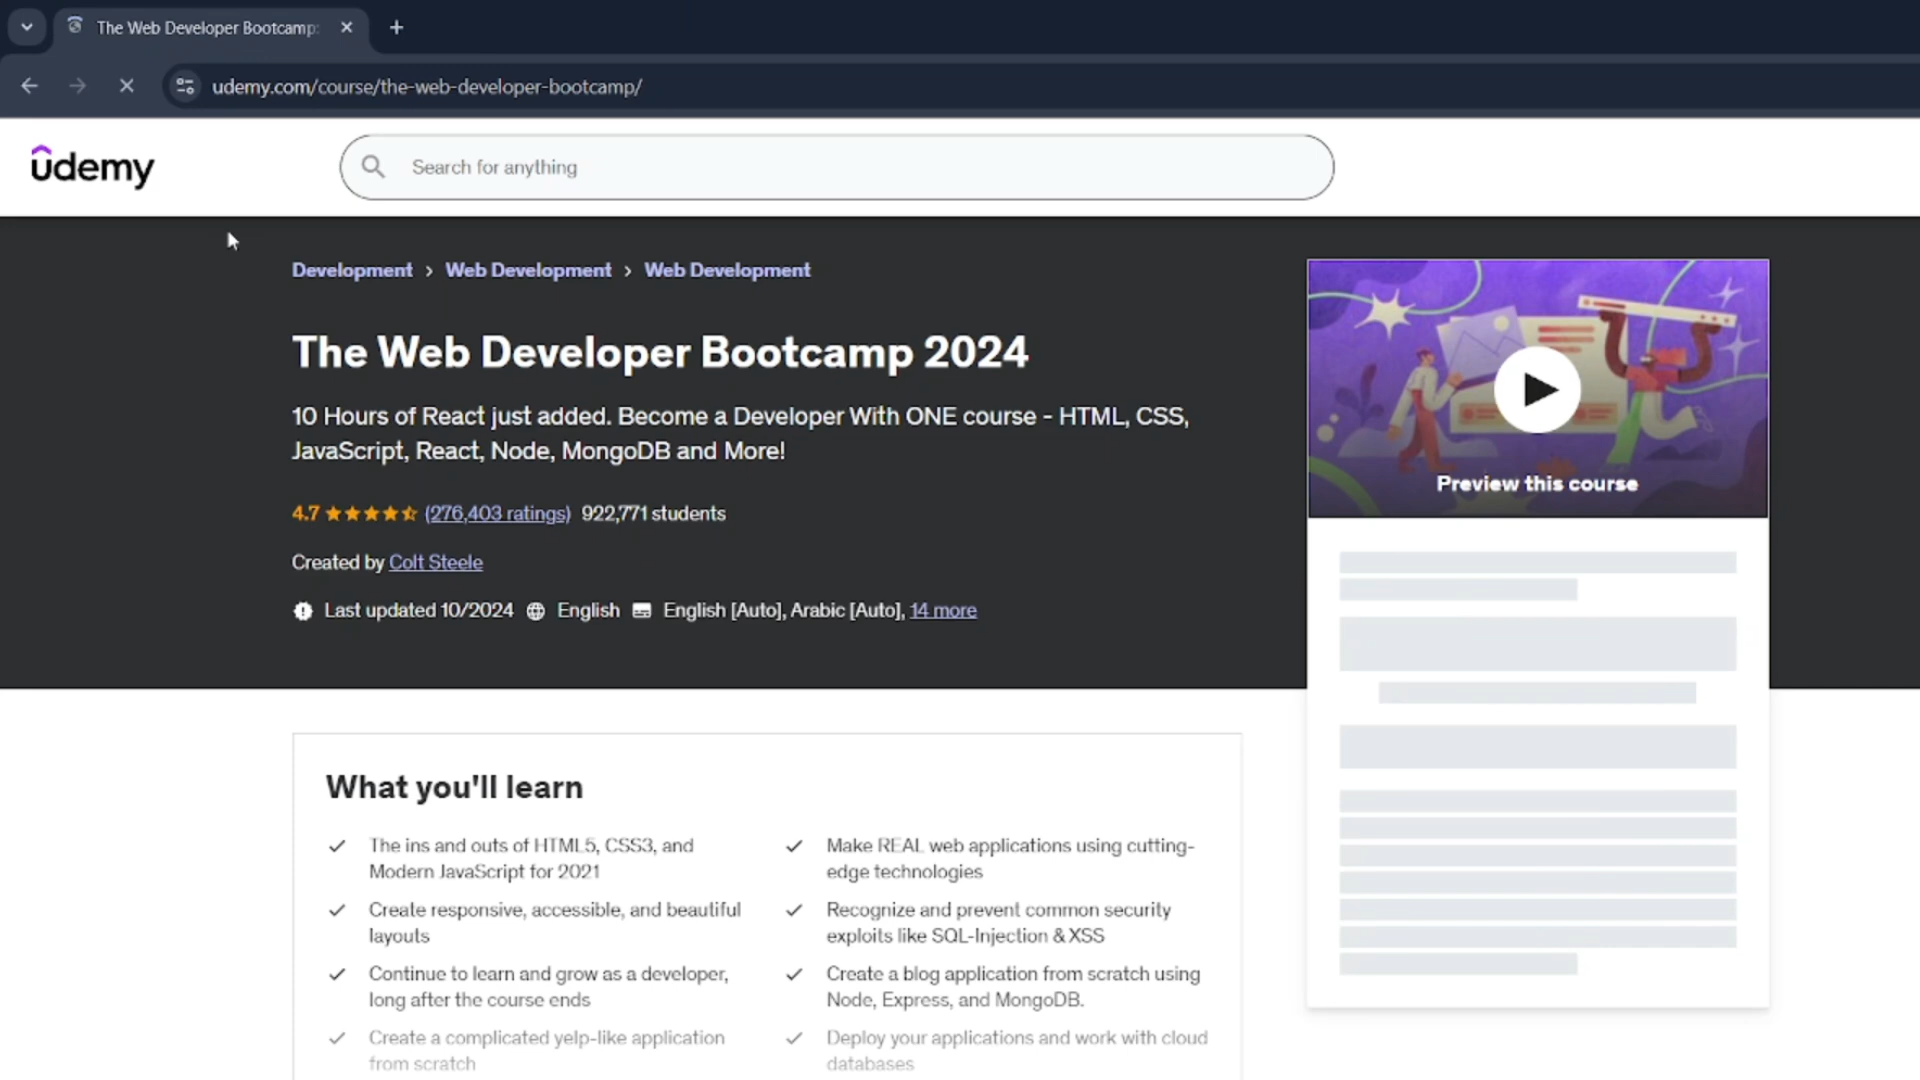 The Web Developer Bootcamp:
udemy.com/course/the-web-developer-bootcamp/
udemy
Search for anything
Development › Web Development › Web Development
The Web Developer Bootcamp 2024
10 Hours of React just added. Become a Developer With ONE course - HTML, CSS,
JavaScript, React, Node, MongoDB and More!
4.7 (276,403 ratings) 922,771 students
Created by Colt Steele
Last updated 10/2024 English English [Auto], Arabic [Auto], 14 more
Preview this course
What you'll learn
The ins and outs of HTML5, CSS3, and
Modern JavaScript for 2021
Create responsive, accessible, and beautiful
layouts
Continue to learn and grow as a developer,
long after the course ends
Create a complicated yelp-like application
from scratch
Make REAL web applications using cutting-
edge technologies
Recognize and prevent common security
exploits like SQL-Injection & XSS
Create a blog application from scratch using
Node, Express, and MongoDB.
Deploy your applications and work with cloud
databases